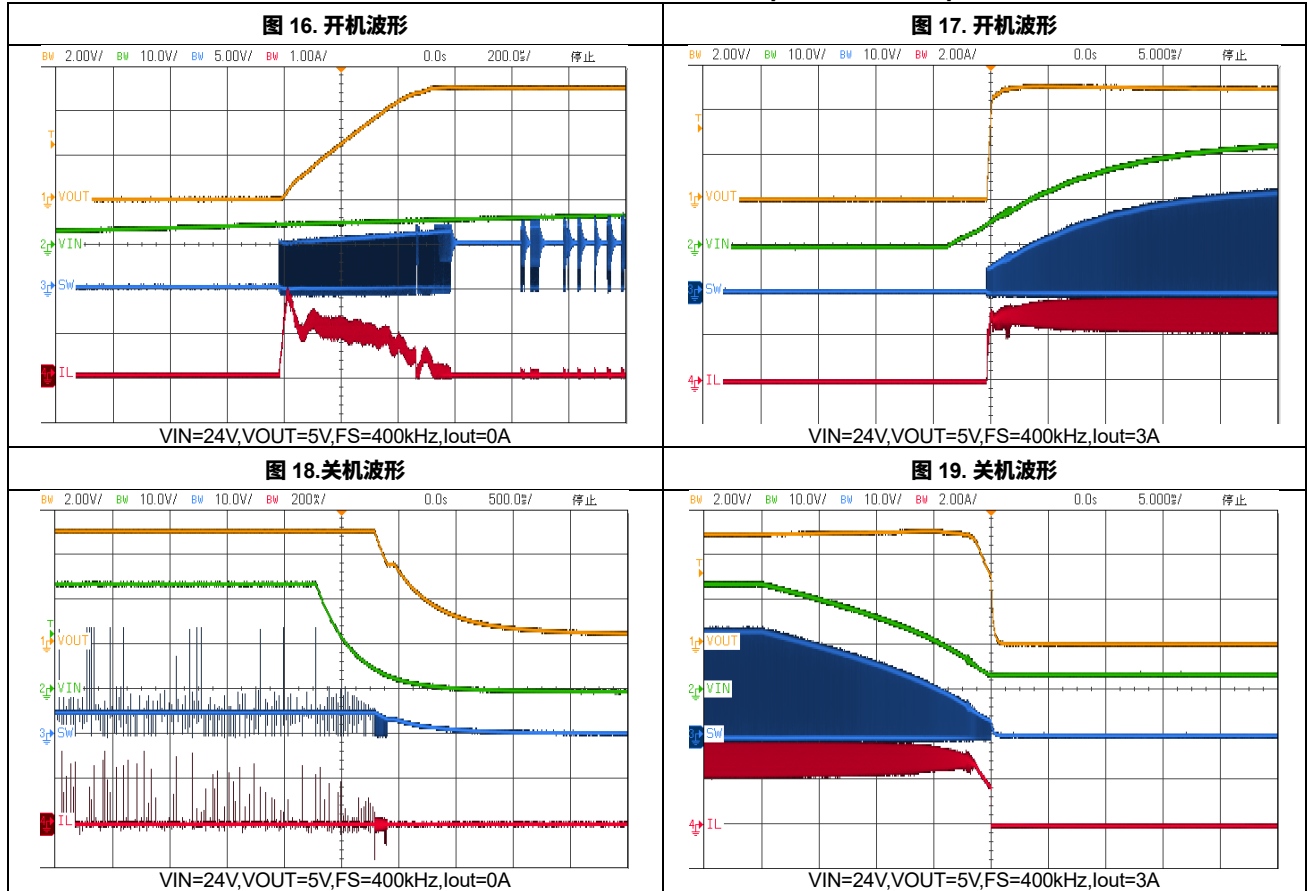 图 16. 开机波形
图 17. 开机波形
BW 2.00V/ BW 10.0V/ BW 5.00V/ BW 1.00A/ 0.0s 200.0㎲/ 停止
T
1 VOUT
2 VIN
3 SW
4 IL
VIN=24V,VOUT=5V,FS=400kHz,Iout=0A
BW 2.00V/ BW 10.0V/ BW 10.0V/ BW 2.00A/ 0.0s 5.000㎳/ 停止
T
1 VOUT
2 VIN
3 SW
4 IL
VIN=24V,VOUT=5V,FS=400kHz,Iout=3A
图 18.关机波形
图 19. 关机波形
BW 2.00V/ BW 10.0V/ BW 10.0V/ BW 200㎃/ 0.0s 500.0㎲/ 停止
T
1 VOUT
2 VIN
3 SW
4 IL
VIN=24V,VOUT=5V,FS=400kHz,Iout=0A
BW 2.00V/ BW 10.0V/ BW 10.0V/ BW 2.00A/ 0.0s 5.000㎳/ 停止
T
1 VOUT
2 VIN
3 SW
4 IL
VIN=24V,VOUT=5V,FS=400kHz,Iout=3A